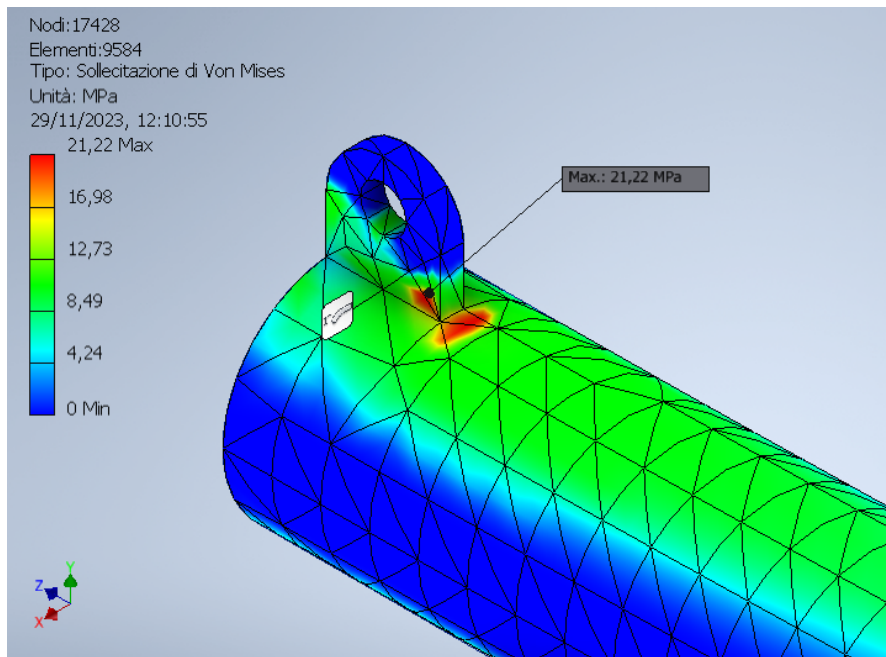 Nodi:17428
Elementi:9584
Tipo: Sollecitazione di Von Mises
Unità: MPa
29/11/2023, 12:10:55
21,22 Max
16,98
12,73
8,49
4,24
0 Min
Max.: 21,22 MPa
Y
Z
X